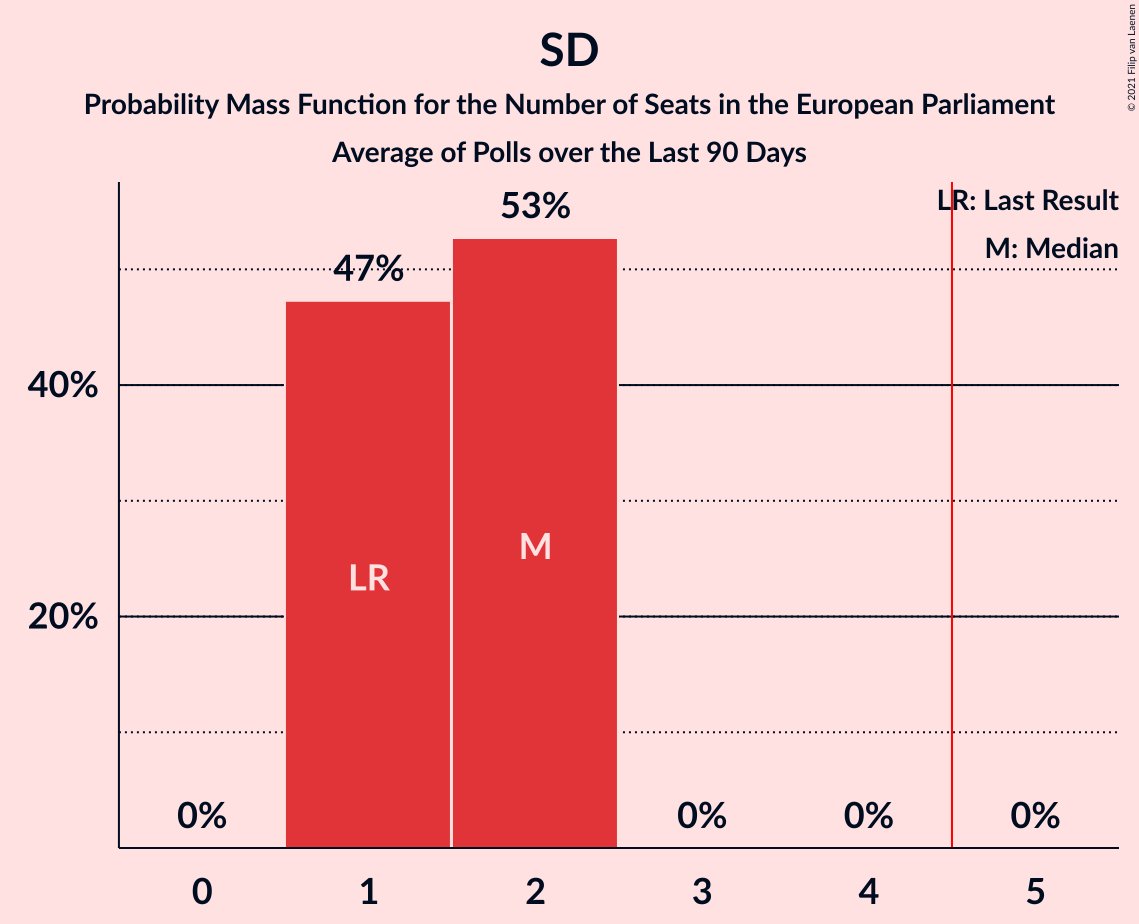 SD
Probability Mass Function for the Number of Seats in the European Parliament
Average of Polls over the Last 90 Days
© 2021 Filip van Laenen
LR: Last Result
M: Median
53%
47%
40%
20%
LR
M
0%
0%
0%
0%
0
1
2
3
4
5